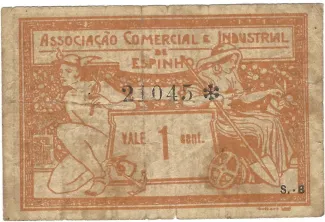 ASSOCIAÇÃO COMERCIAL E INDUSTRIAL
DE
ESPINHO
21045 *
VALE 1 cent.
S.-8